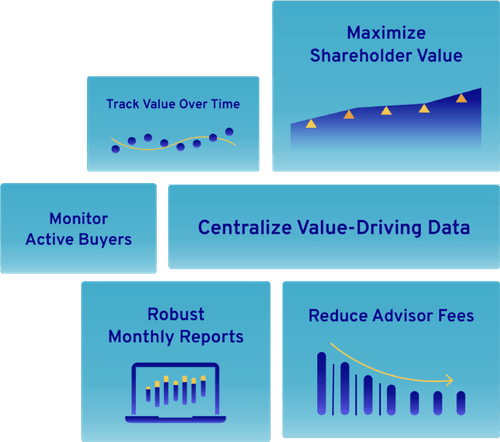 Maximize
Shareholder Value
Track Value Over Time
Monitor
Active Buyers
Centralize Value-Driving Data
Robust
Monthly Reports
Reduce Advisor Fees